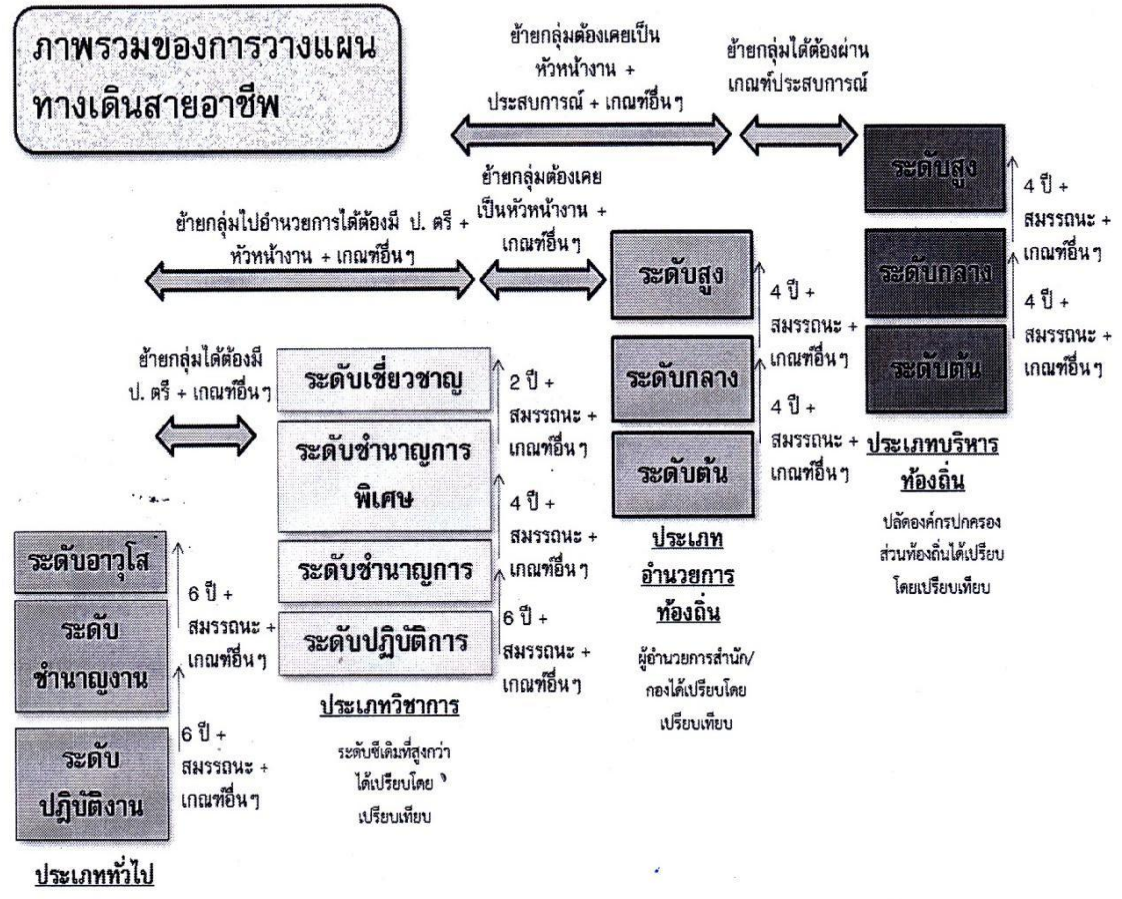 ภาพรวมของการวางแผน
ทางเดินสายอาชีพ
ย้ายกลุ่มต้องเคยเป็น
หัวหน้างาน +
ประสบการณ์ + เกณฑ์อื่นๆ
ย้ายกลุ่มได้ต้องผ่าน
เกณฑ์ประสบการณ์
ย้ายกลุ่มไปอำนวยการได้ต้องมี ป. ตรี +
หัวหน้างาน + เกณฑ์อื่นๆ
ย้ายกลุ่มต้องเคย
เป็นหัวหน้างาน +
เกณฑ์อื่นๆ
ย้ายกลุ่มได้ต้องมี
ป. ตรี + เกณฑ์อื่นๆ
ระดับอาวุโส
ระดับ
ชำนาญงาน
ระดับ
ปฏิบัติงาน
6 ปี +
สมรรถนะ +
เกณฑ์อื่นๆ
6 ปี +
สมรรถนะ +
เกณฑ์อื่นๆ
ประเภททั่วไป
ระดับเชี่ยวชาญ
ระดับชำนาญการ
พิเศษ
ระดับชำนาญการ
ระดับปฏิบัติการ
2 ปี +
สมรรถนะ +
เกณฑ์อื่นๆ
4 ปี +
สมรรถนะ +
เกณฑ์อื่นๆ
6 ปี +
สมรรถนะ +
เกณฑ์อื่นๆ
ประเภทวิชาการ
ระดับซีเดิมที่สูงกว่า
ได้เปรียบโดย
เปรียบเทียบ
ระดับสูง
ระดับกลาง
ระดับต้น
4 ปี +
สมรรถนะ +
เกณฑ์อื่นๆ
4 ปี +
สมรรถนะ +
เกณฑ์อื่นๆ
ประเภท
อำนวยการ
ท้องถิ่น
ผู้อำนวยการสำนัก/
กองได้เปรียบโดย
เปรียบเทียบ
ระดับสูง
ระดับกลาง
ระดับต้น
4 ปี +
สมรรถนะ +
เกณฑ์อื่นๆ
4 ปี +
สมรรถนะ +
เกณฑ์อื่นๆ
ประเภทบริหาร
ท้องถิ่น
ปลัดองค์กรปกครอง
ส่วนท้องถิ่นได้เปรียบ
โดยเปรียบเทียบ